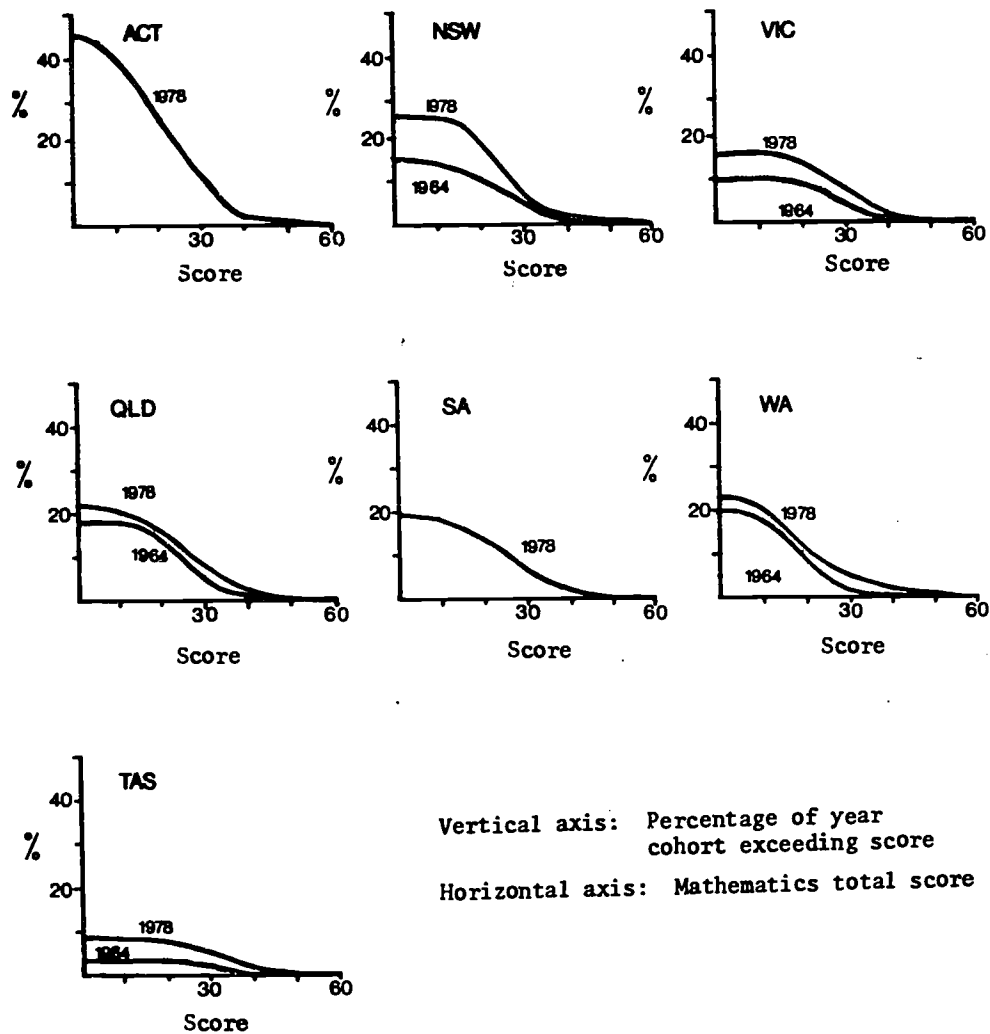 ACT
%
40
20
1978
30
60
Score
NSW
%
40
20
1978
1964
30
60
Score
VIC
%
40
20
1978
1964
30
60
Score
QLD
%
40
20
1978
1964
30
60
Score
SA
%
40
20
1978
30
60
Score
WA
%
40
20
1978
1964
30
60
Score
TAS
%
40
20
1978
1964
30
60
Score
Vertical axis: Percentage of year
cohort exceeding score
Horizontal axis: Mathematics total score